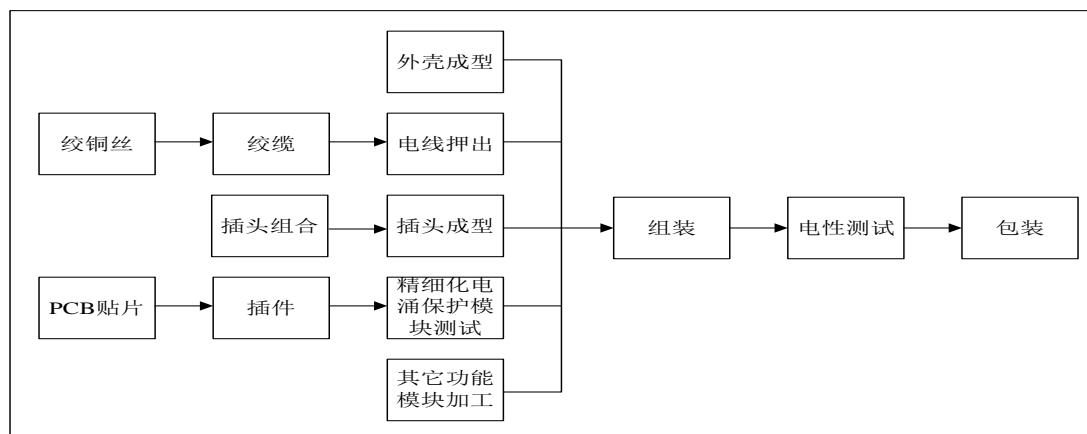 外壳成型
绞铜丝
绞缆
电线押出
插头组合
插头成型
组装
电性测试
包装
PCB贴片
插件
精细化电
涌保护模
块测试
其它功能
模块加工